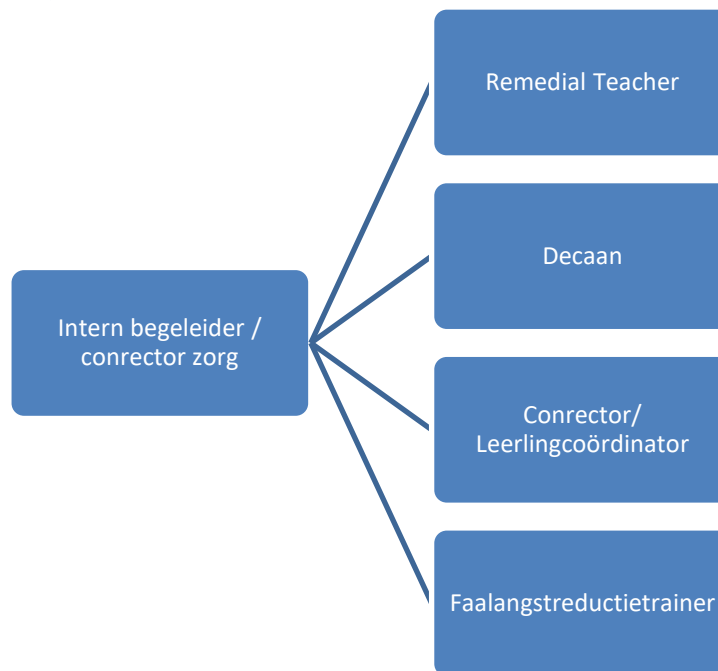 Intern begeleider /
conrector zorg
Remedial Teacher
Decaan
Conrector/
Leerlingcoördinator
Faalangstreductietrainer